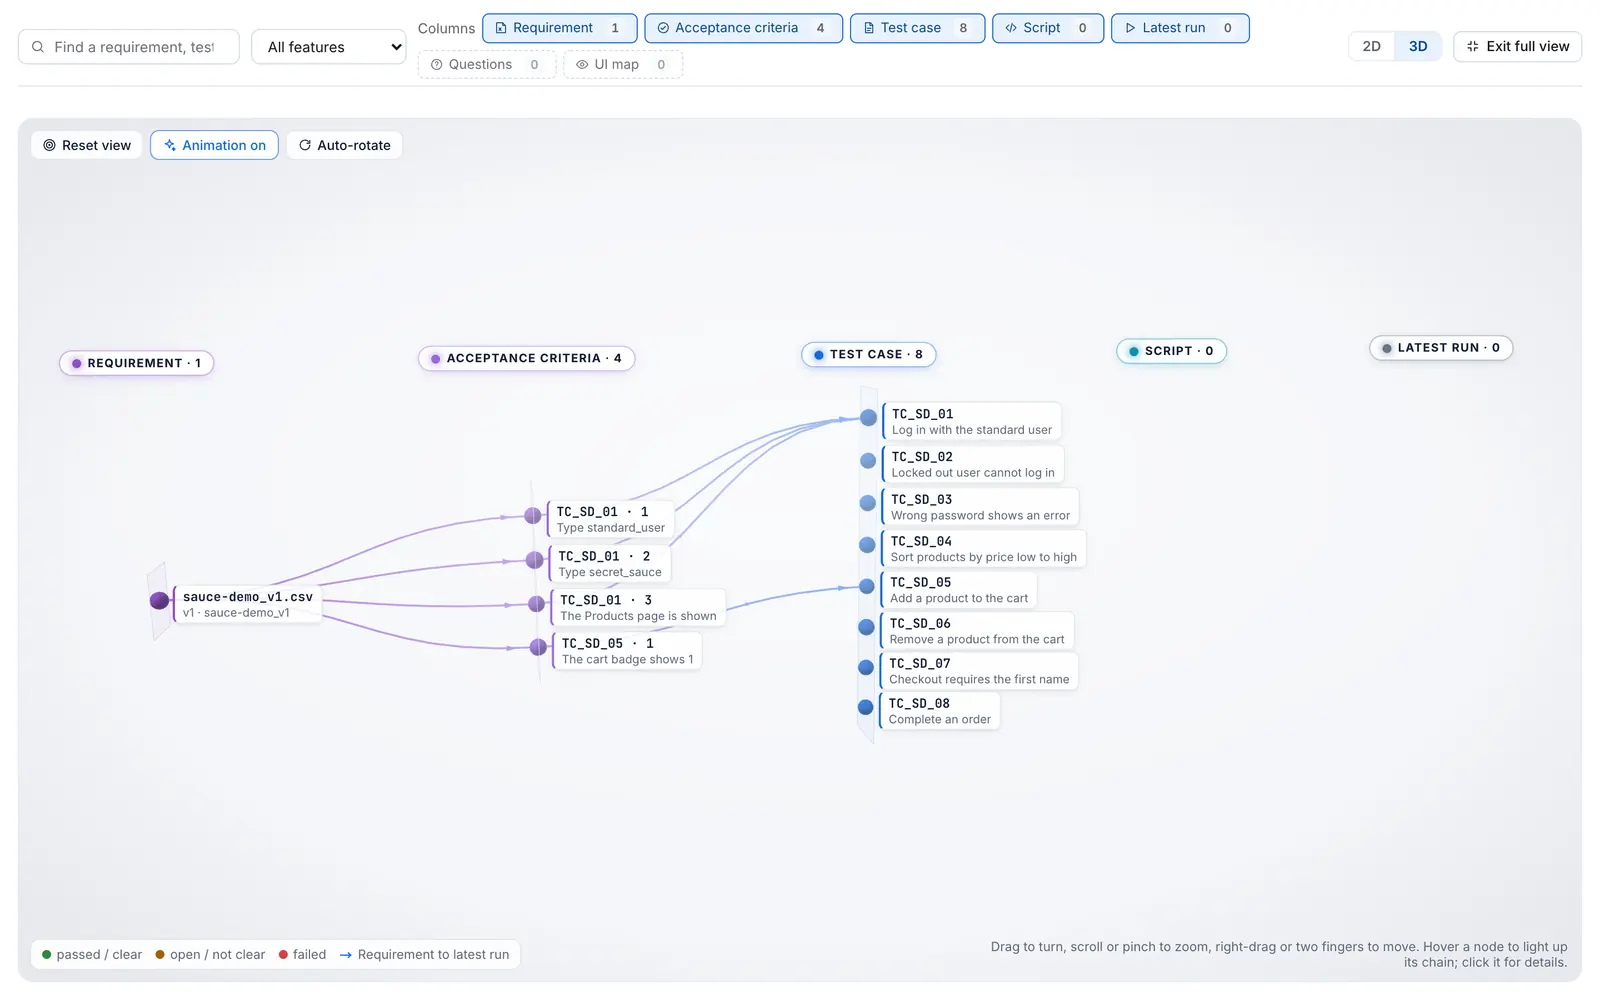 Find a requirement, test
All features
Columns
Requirement 1
Acceptance criteria 4
Test case 8
Script 0
Latest run 0
Questions 0
UI map 0
2D
3D
Exit full view
Reset view
Animation on
Auto-rotate
REQUIREMENT · 1
ACCEPTANCE CRITERIA · 4
TEST CASE · 8
SCRIPT · 0
LATEST RUN · 0
sauce-demo_v1.csv
v1 · sauce-demo_v1
TC_SD_01 · 1
Type standard_user
TC_SD_01 · 2
Type secret_sauce
TC_SD_01 · 3
The Products page is shown
TC_SD_05 · 1
The cart badge shows 1
TC_SD_01
Log in with the standard user
TC_SD_02
Locked out user cannot log in
TC_SD_03
Wrong password shows an error
TC_SD_04
Sort products by price low to high
TC_SD_05
Add a product to the cart
TC_SD_06
Remove a product from the cart
TC_SD_07
Checkout requires the first name
TC_SD_08
Complete an order
passed / clear
open / not clear
failed
→ Requirement to latest run
Drag to turn, scroll or pinch to zoom, right-drag or two fingers to move. Hover a node to light up
its chain; click it for details.